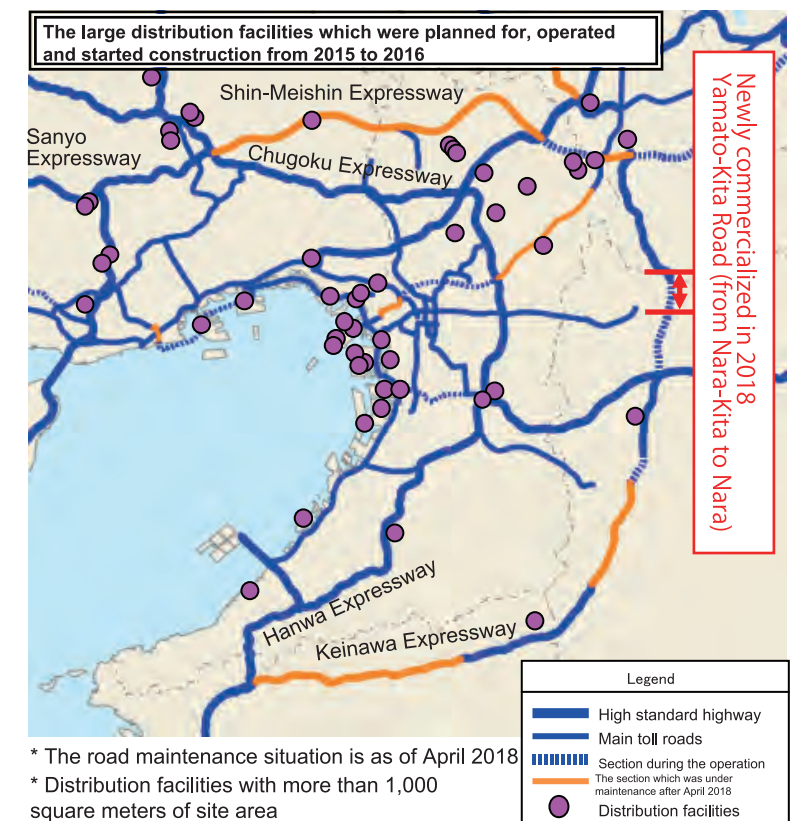 The large distribution facilities which were planned for, operated
and started construction from 2015 to 2016
Shin-Meishin Expressway
Sanyo
Expressway
Chugoku Expressway
Newly commercialized in 2018
Yamato-Kita Road (from Nara-Kita to Nara)
Hanwa Expressway
Keinawa Expressway
Legend
High standard highway
Main toll roads
Section during the operation
The section which was under
maintenance after April 2018
Distribution facilities
* The road maintenance situation is as of April 2018
* Distribution facilities with more than 1,000
square meters of site area